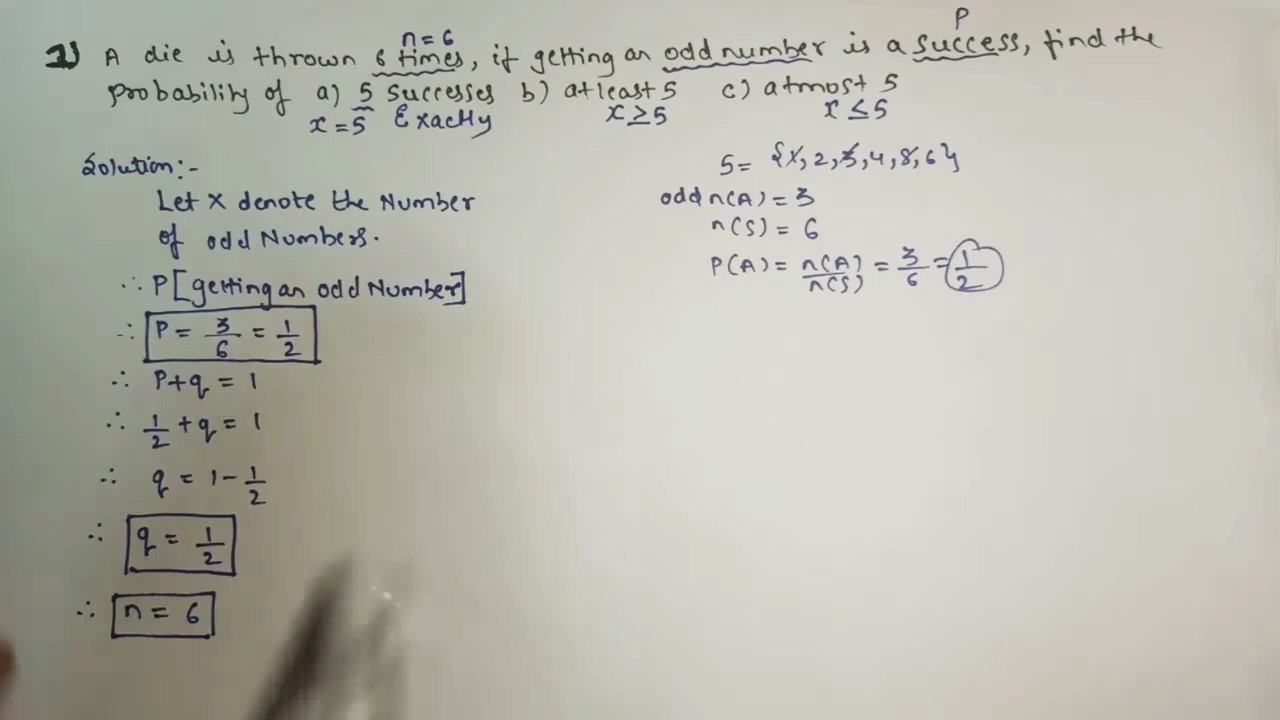 P
n = 6
2) A die is thrown 6 times, if getting an odd number is a success, find the
probability of a) 5 successes b) atleast 5 c) atmost 5
x = 5 Exactly x ≥ 5 x ≤ 5
Solution:-
Let X denote the Number
of odd Numbers.
∴ P[getting an odd Number]
∴ P = 3/6 = 1/2
∴ P+q = 1
∴ 1/2 + q = 1
∴ q = 1 - 1/2
∴ q = 1/2
∴ n = 6
S = {1, 2, 3, 4, 5, 6}
odd n(A) = 3
n(S) = 6
P(A) = n(A)/n(S) = 3/6 = 1/2